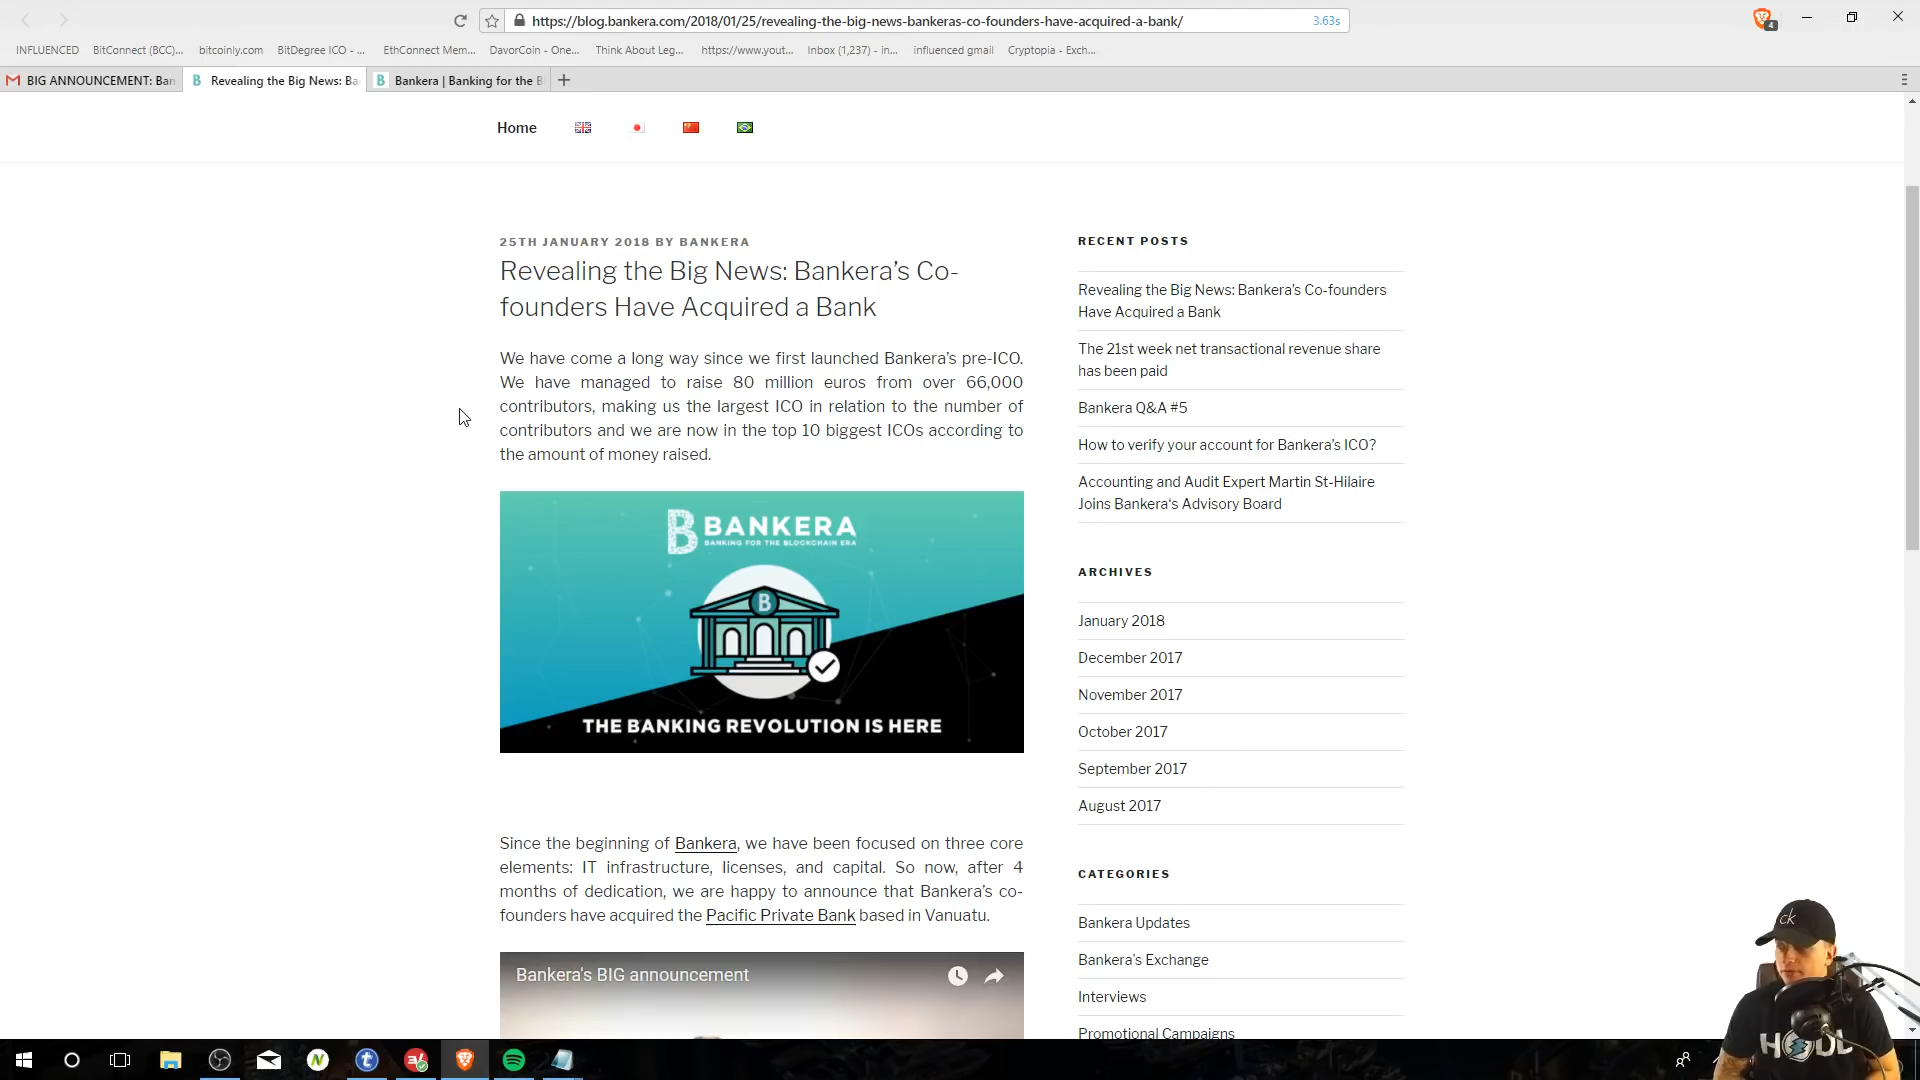 https://blog.bankera.com/2018/01/25/revealing-the-big-news-bankeras-co-founders-have-acquired-a-bank/
3.63s
4
INFLUENCED
BitConnect (BCC)...
bitcoinly.com
BitDegree ICO - ...
EthConnect Mem...
DavorCoin - One...
Think About Leg...
https://www.yout...
Inbox (1,237) - in...
influenced gmail
Cryptopia - Exch...
BIG ANNOUNCEMENT: Ban
Revealing the Big News: Ba
Bankera | Banking for the B
Home
25TH JANUARY 2018 BY BANKERA
Revealing the Big News: Bankera’s Co-
founders Have Acquired a Bank
We have come a long way since we first launched Bankera’s pre-ICO.
We have managed to raise 80 million euros from over 66,000
contributors, making us the largest ICO in relation to the number of
contributors and we are now in the top 10 biggest ICOs according to
the amount of money raised.
B BANKERA
BANKING FOR THE BLOCKCHAIN ERA
B
THE BANKING REVOLUTION IS HERE
Since the beginning of Bankera, we have been focused on three core
elements: IT infrastructure, licenses, and capital. So now, after 4
months of dedication, we are happy to announce that Bankera’s co-
founders have acquired the Pacific Private Bank based in Vanuatu.
Bankera's BIG announcement
RECENT POSTS
Revealing the Big News: Bankera’s Co-founders
Have Acquired a Bank
The 21st week net transactional revenue share
has been paid
Bankera Q&A #5
How to verify your account for Bankera’s ICO?
Accounting and Audit Expert Martin St-Hilaire
Joins Bankera‘s Advisory Board
ARCHIVES
January 2018
December 2017
November 2017
October 2017
September 2017
August 2017
CATEGORIES
Bankera Updates
Bankera's Exchange
Interviews
Promotional Campaigns
ck
HODL